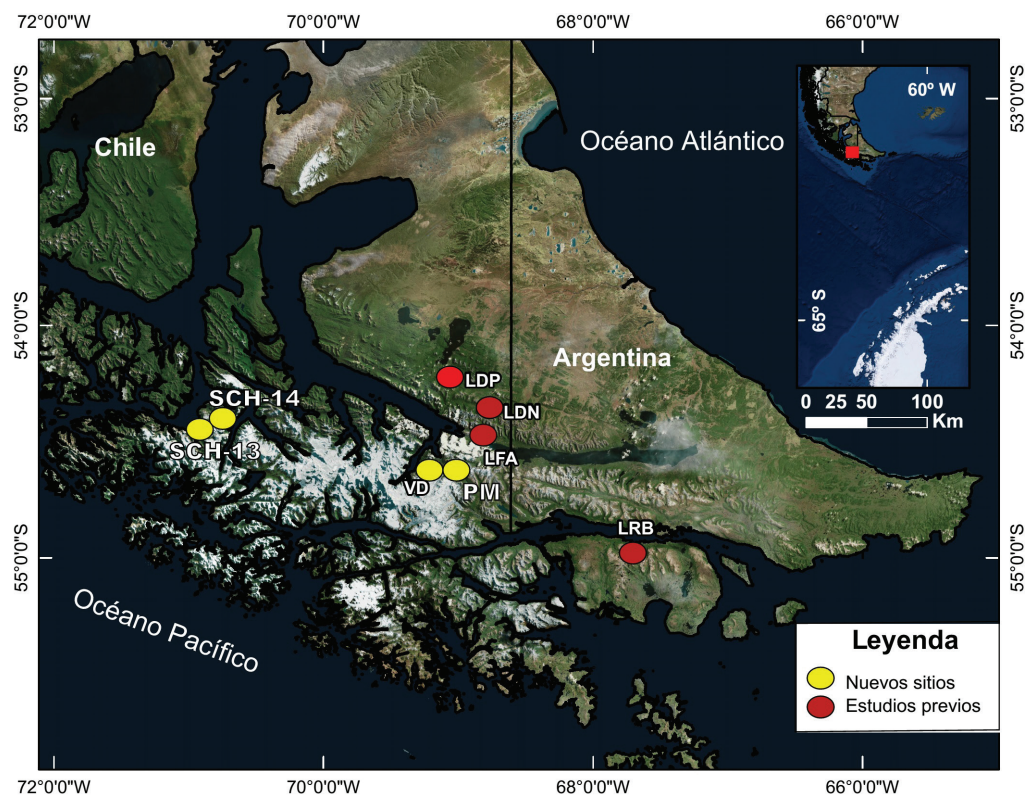 72°0'0"W 70°0'0"W 68°0'0"W 66°0'0"W
53°0'0"S
53°0'0"S
60° W
Chile
Océano Atlántico
65° S
54°0'0"S
54°0'0"S
Argentina
LDP
SCH-14
LDN
0 25 50 100
Km
SCH-13
LFA
VD
PM
LRB
55°0'0"S
55°0'0"S
Océano Pacífico
Leyenda
Nuevos sitios
Estudios previos
72°0'0"W 70°0'0"W 68°0'0"W 66°0'0"W